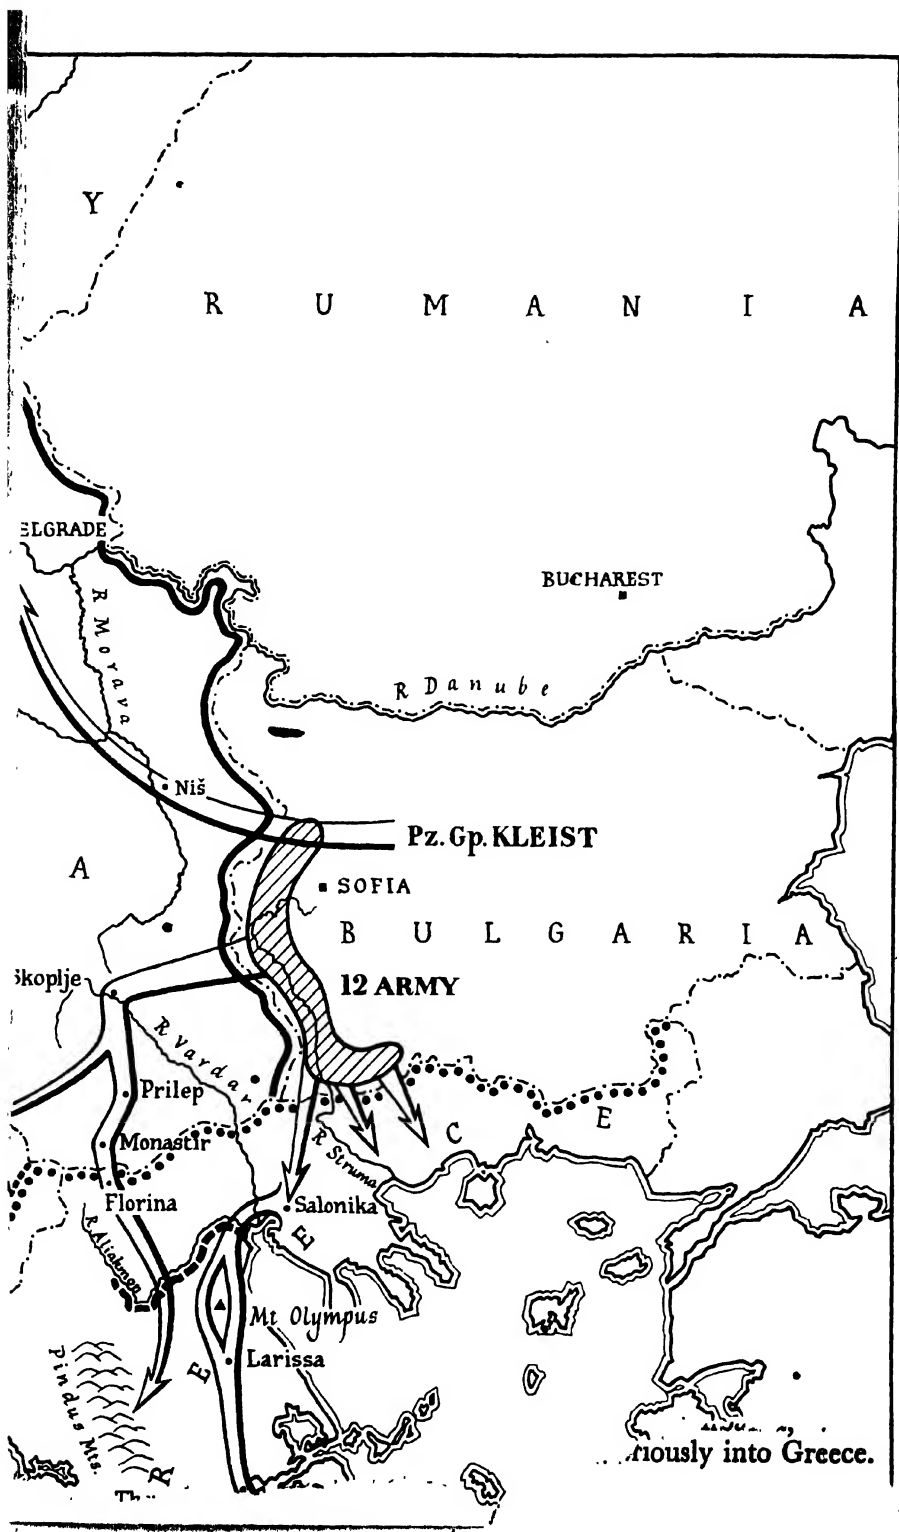 Y
R U M A N I A
ELGRADE
BUCHAREST
R Morava
R Danube
Niš
Pz. Gp. KLEIST
A
SOFIA
B U L G A R I A
Skoplje
12 ARMY
R Vardar
Prilep
E
C
Monastir
R Struma
Florina
Salonika
E
R Aliakmon
Mt Olympus
Larissa
E
Pindus Mts.
R
into Greece.